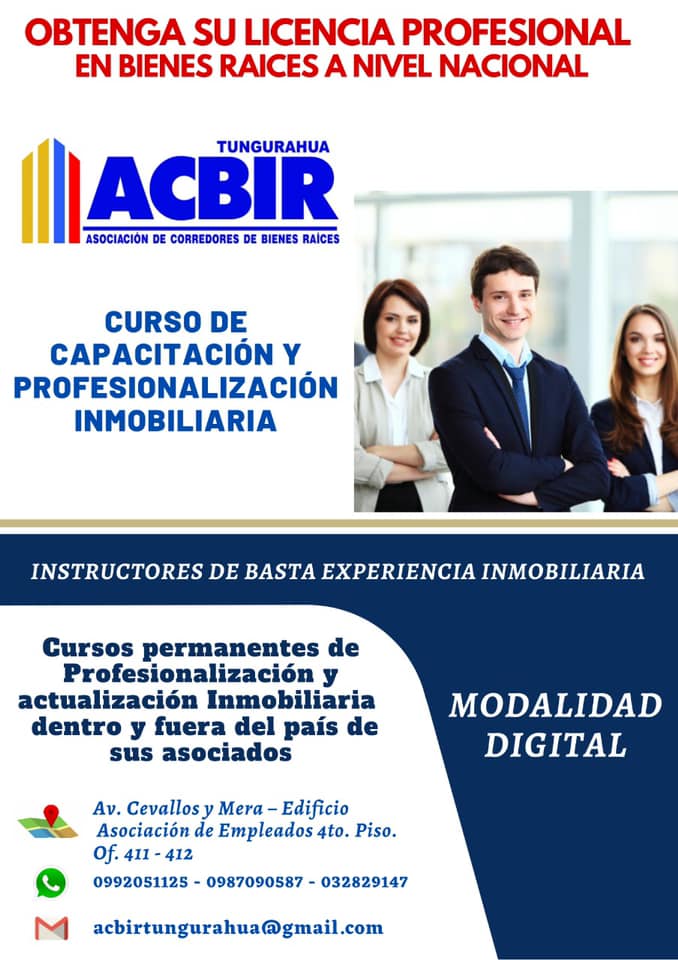 OBTENGA SU LICENCIA PROFESIONAL
EN BIENES RAICES A NIVEL NACIONAL
TUNGURAHUA
ACBIR
ASOCIACIÓN DE CORREDORES DE BIENES RAÍCES
CURSO DE
CAPACITACIÓN Y
PROFESIONALIZACIÓN
INMOBILIARIA
INSTRUCTORES DE BASTA EXPERIENCIA INMOBILIARIA
Cursos permanentes de
Profesionalización y
actualización Inmobiliaria
dentro y fuera del país de
sus asociados
MODALIDAD
DIGITAL
Av. Cevallos y Mera – Edificio
Asociación de Empleados 4to. Piso.
Of. 411 - 412
0992051125 - 0987090587 - 032829147
acbirtungurahua@gmail.com